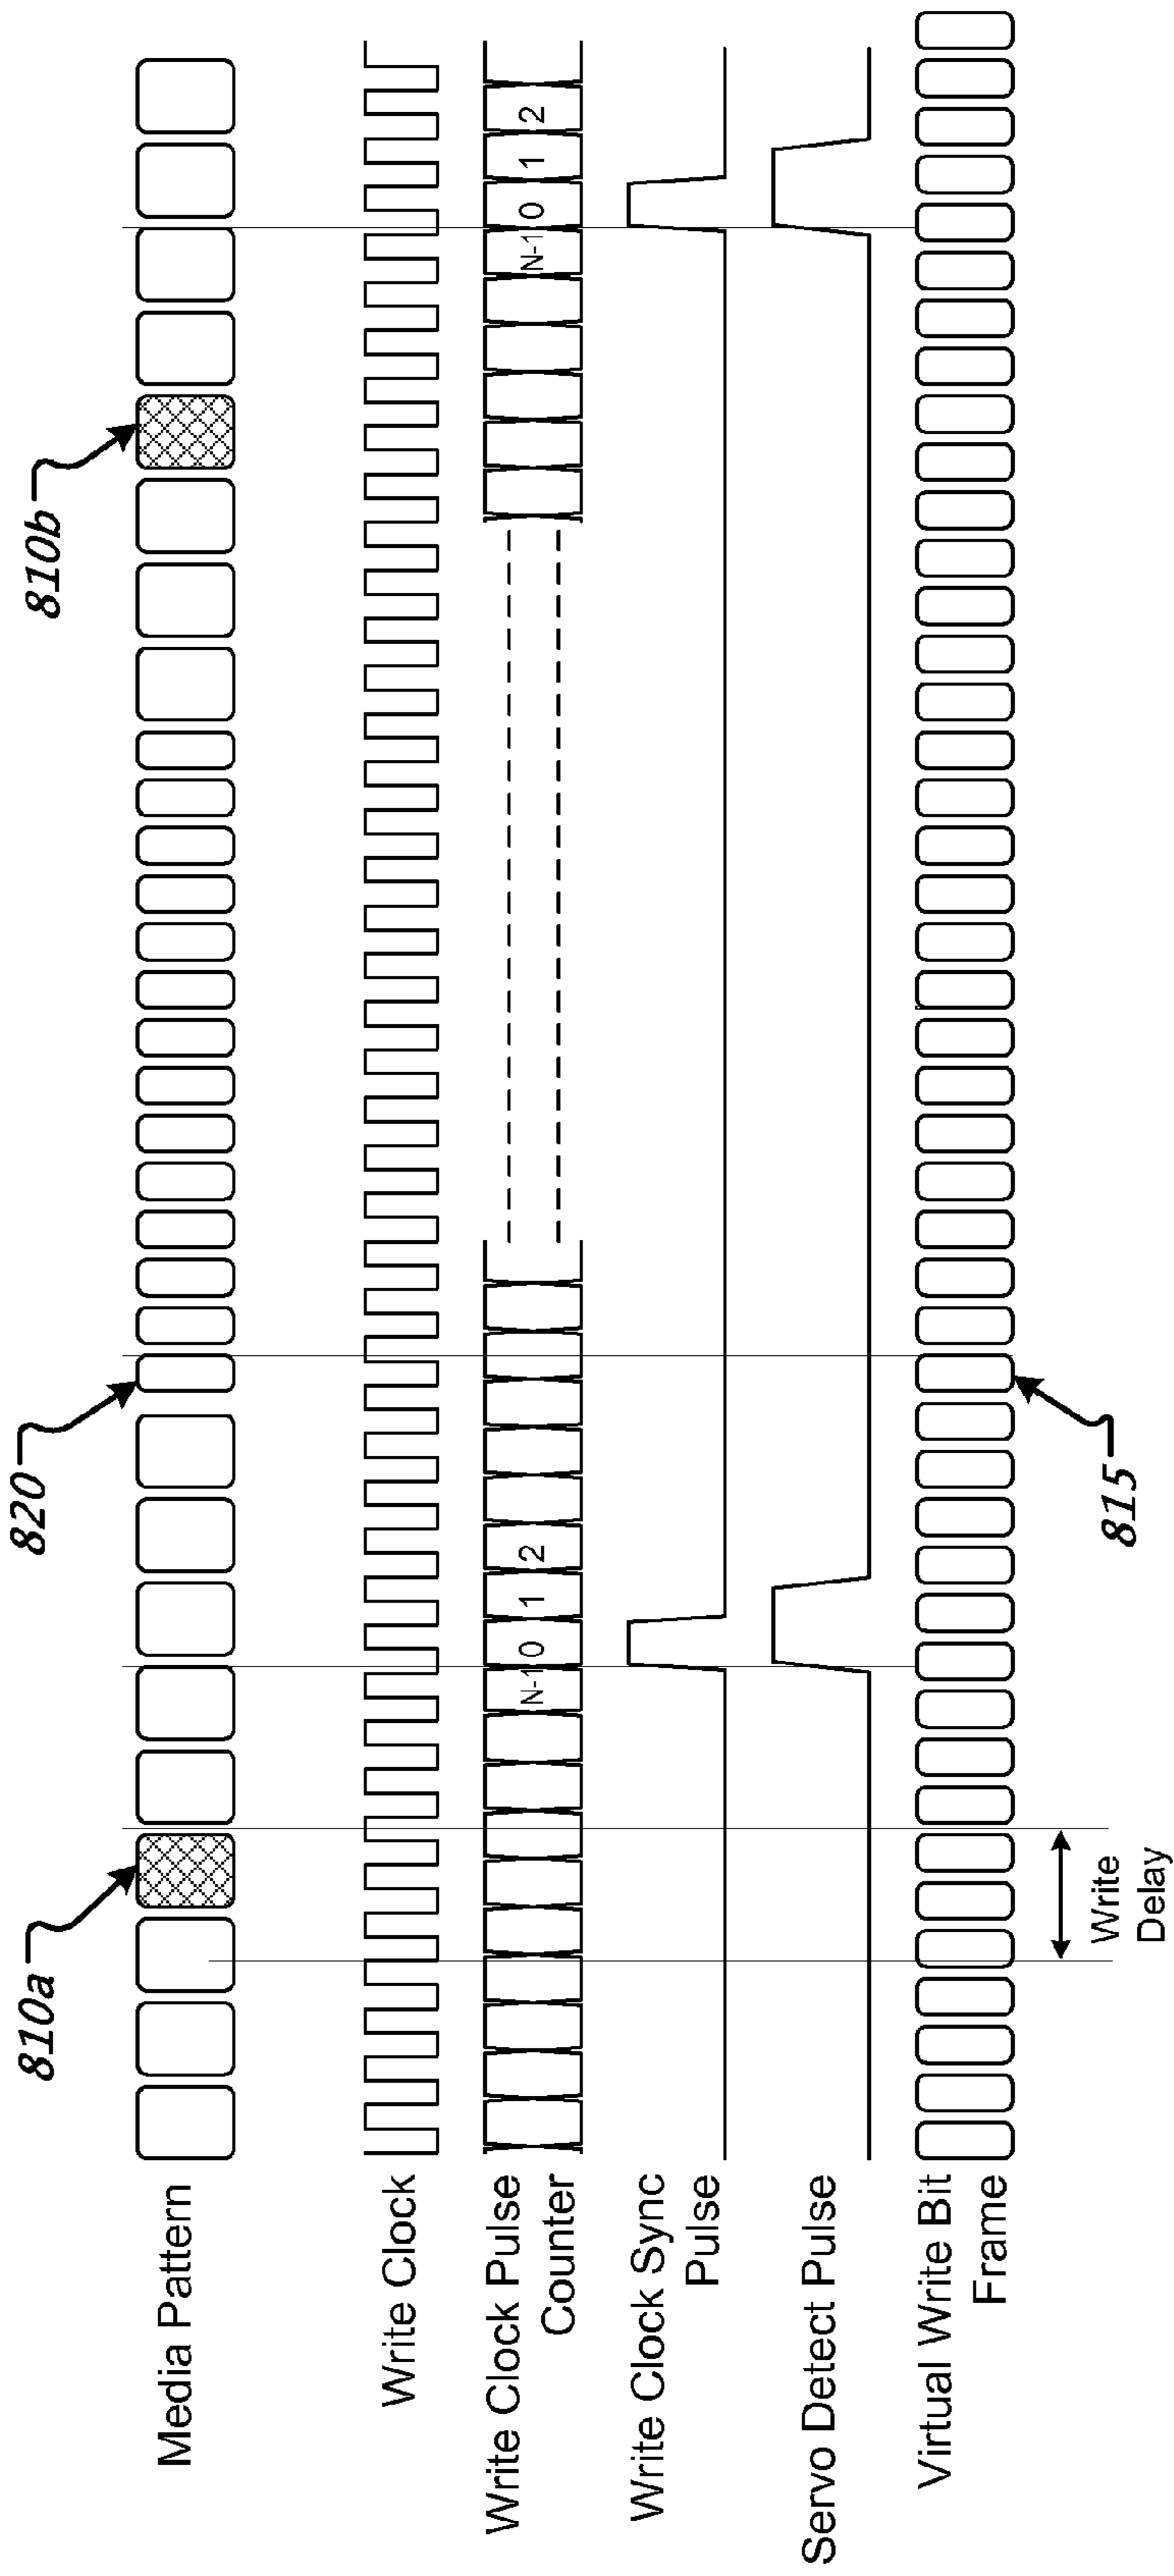 810a
820
810b
Media Pattern
Write Clock
Write Clock Pulse
Counter
N-1 0 1 2
N-1 0 1 2
Write Clock Sync
Pulse
Servo Detect Pulse
Virtual Write Bit
Frame
Write
Delay
815